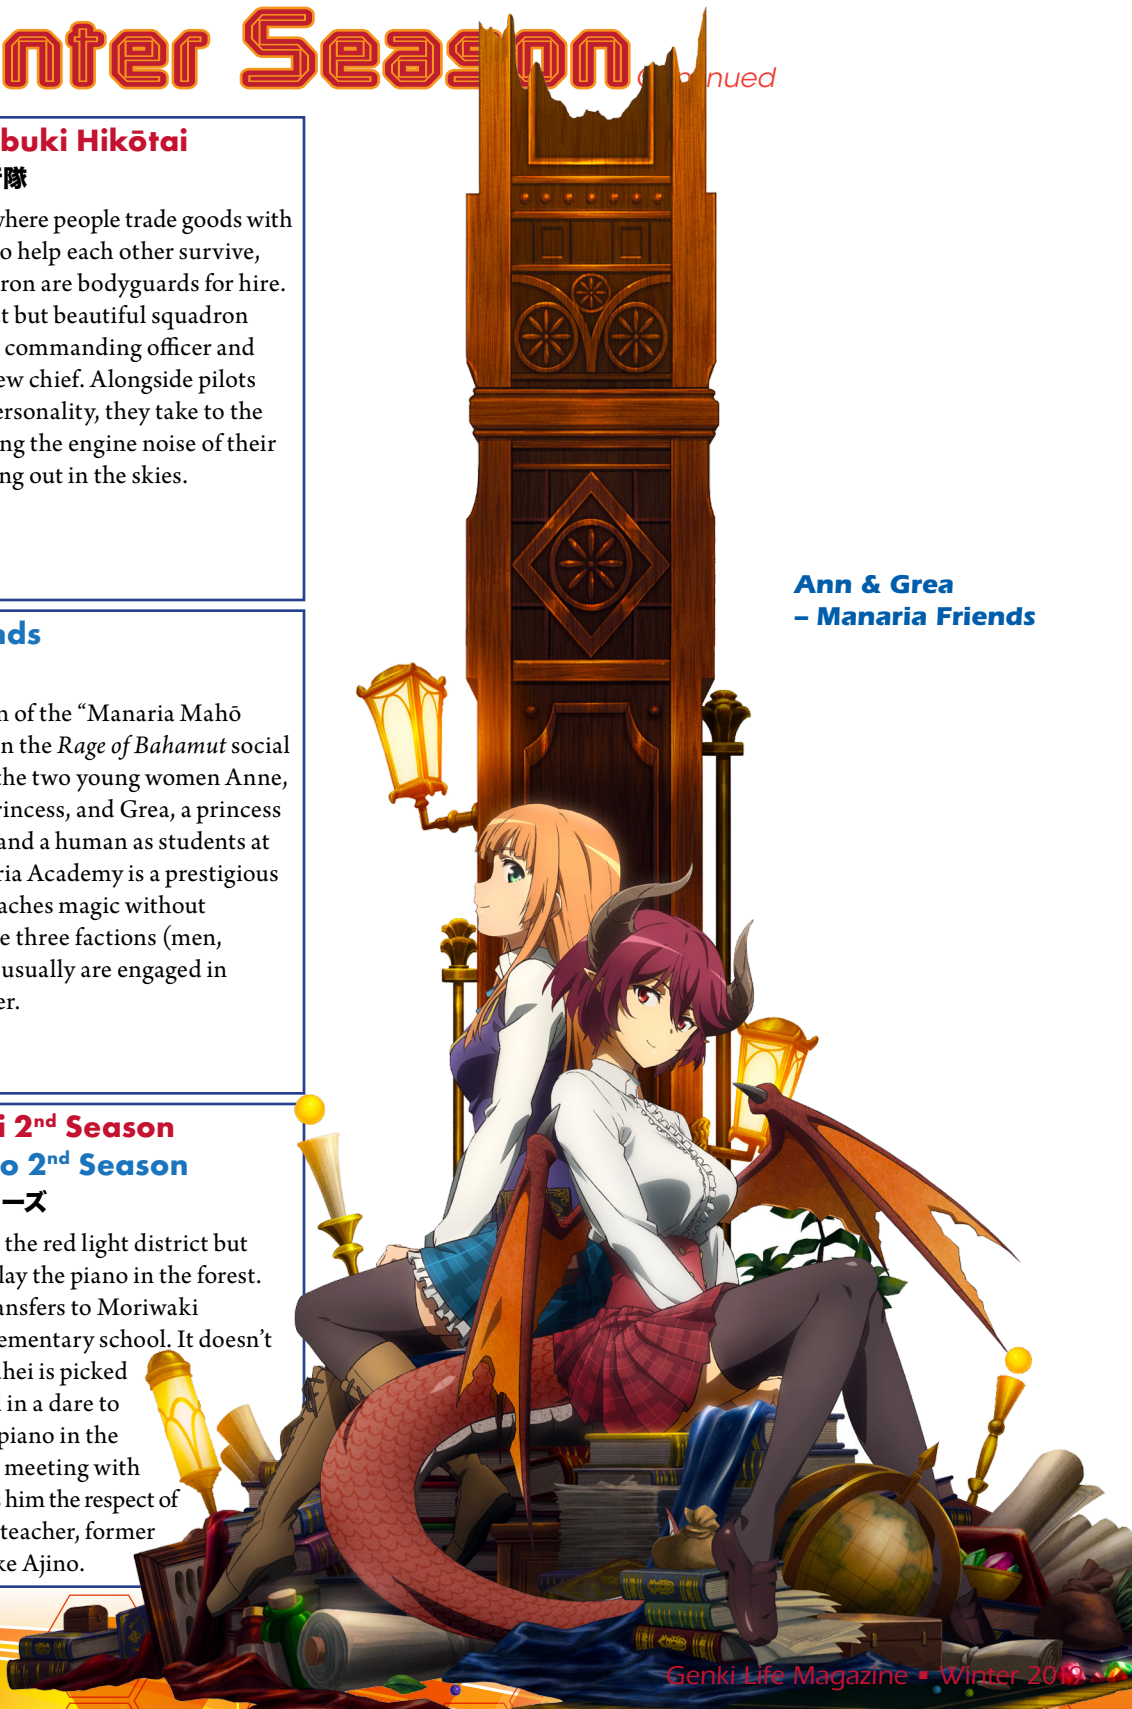 nter Season
nued
buki Hikōtai
隊
where people trade goods with
o help each other survive,
ron are bodyguards for hire.
t but beautiful squadron
commanding officer and
ew chief. Alongside pilots
ersonality, they take to the
ng the engine noise of their
ng out in the skies.
nds
n of the “Manaria Mahō
n the Rage of Bahamut social
the two young women Anne,
rincess, and Grea, a princess
and a human as students at
ria Academy is a prestigious
aches magic without
e three factions (men,
usually are engaged in
er.
i 2nd Season
o 2nd Season
ーズ
the red light district but
lay the piano in the forest.
ansfers to Moriwaki
ementary school. It doesn’t
hei is picked
in a dare to
piano in the
meeting with
s him the respect of
teacher, former
ke Ajino.
Ann & Grea
– Manaria Friends
Genki Life Magazine ▪ Winter 2019